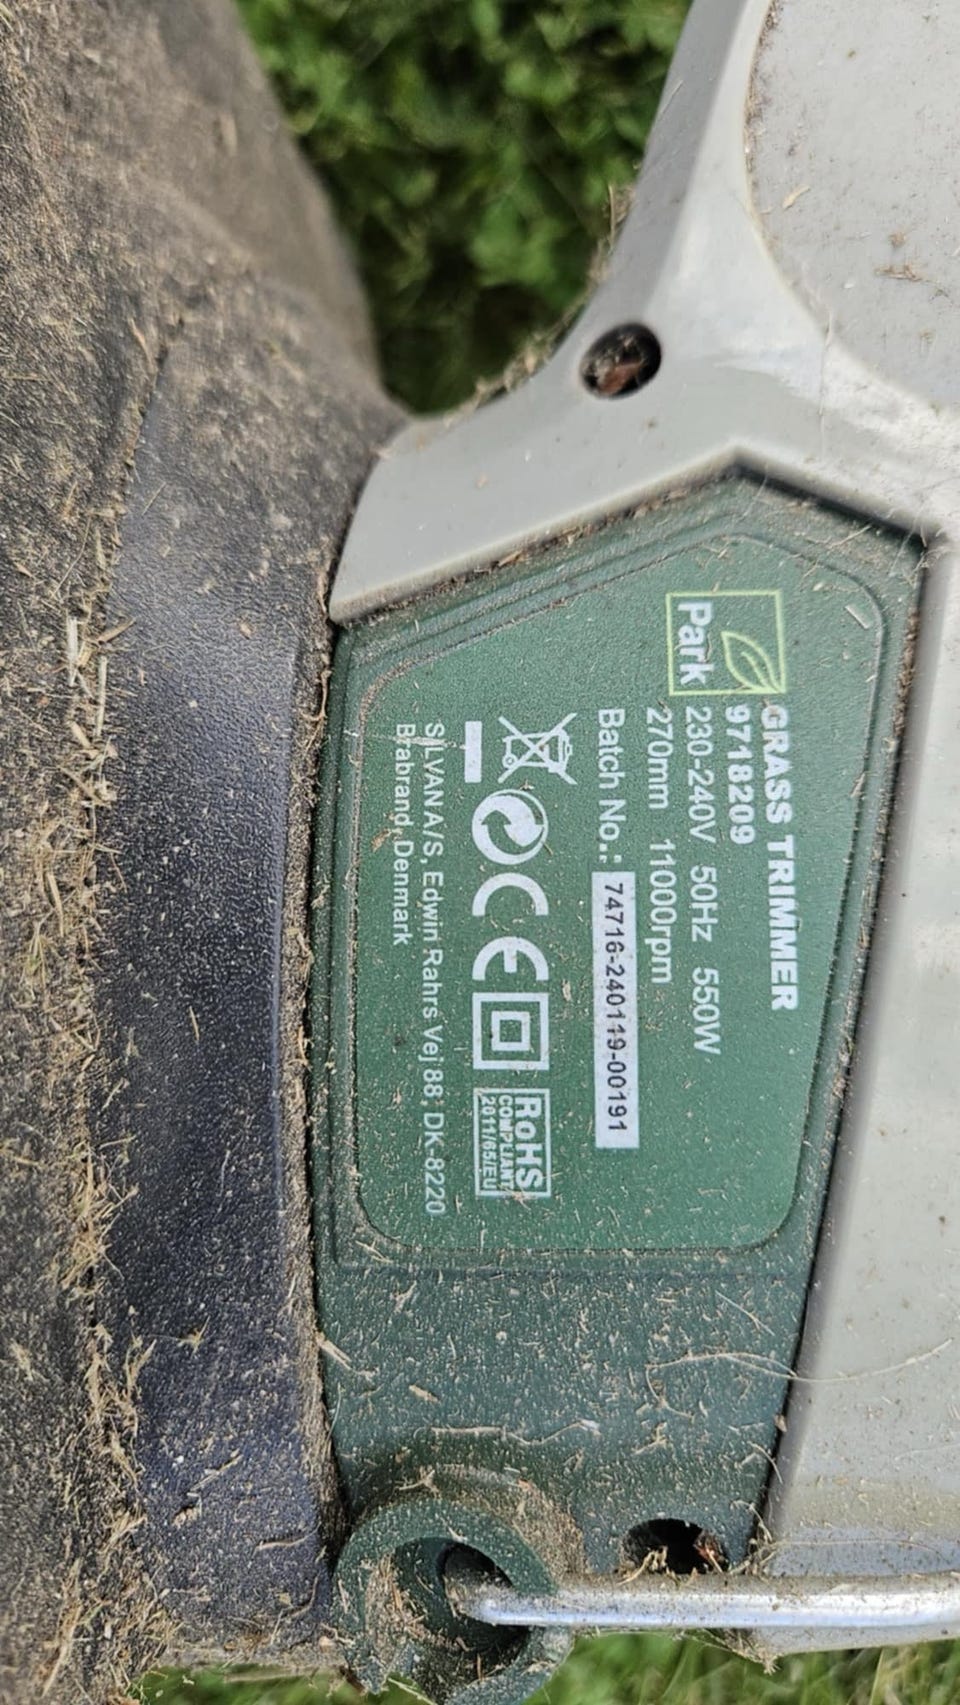 Park
GRASS TRIMMER
9718209
230-240V 50Hz 550W
270mm 11000rpm
Batch No.: 74716-240119-00191
CE
RoHS
COMPLIANT
2011/65/EU
SILVAN A/S, Edwin Rahrs Vej 88, DK-8220
Brabrand, Denmark